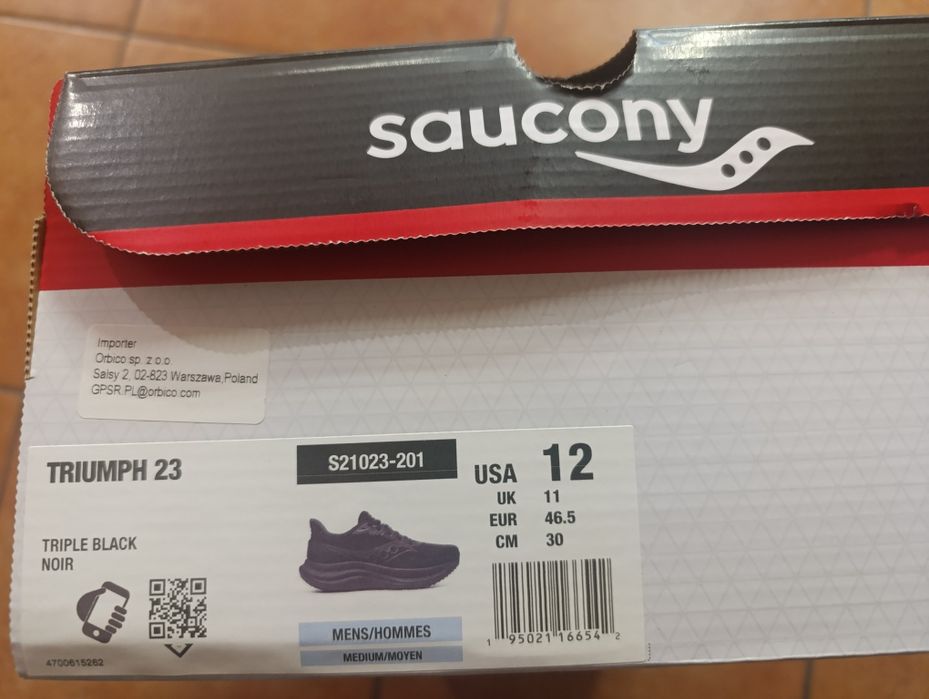 saucony
Importer
Orbico sp. z o.o
Salsy 2, 02-823 Warszawa,Poland
GPSR.PL@orbico.com
TRIUMPH 23
S21023-201
USA 12
UK 11
EUR 46.5
CM 30
TRIPLE BLACK
NOIR
MENS/HOMMES
MEDIUM/MOYEN
1 95021 16654 2
4700615262